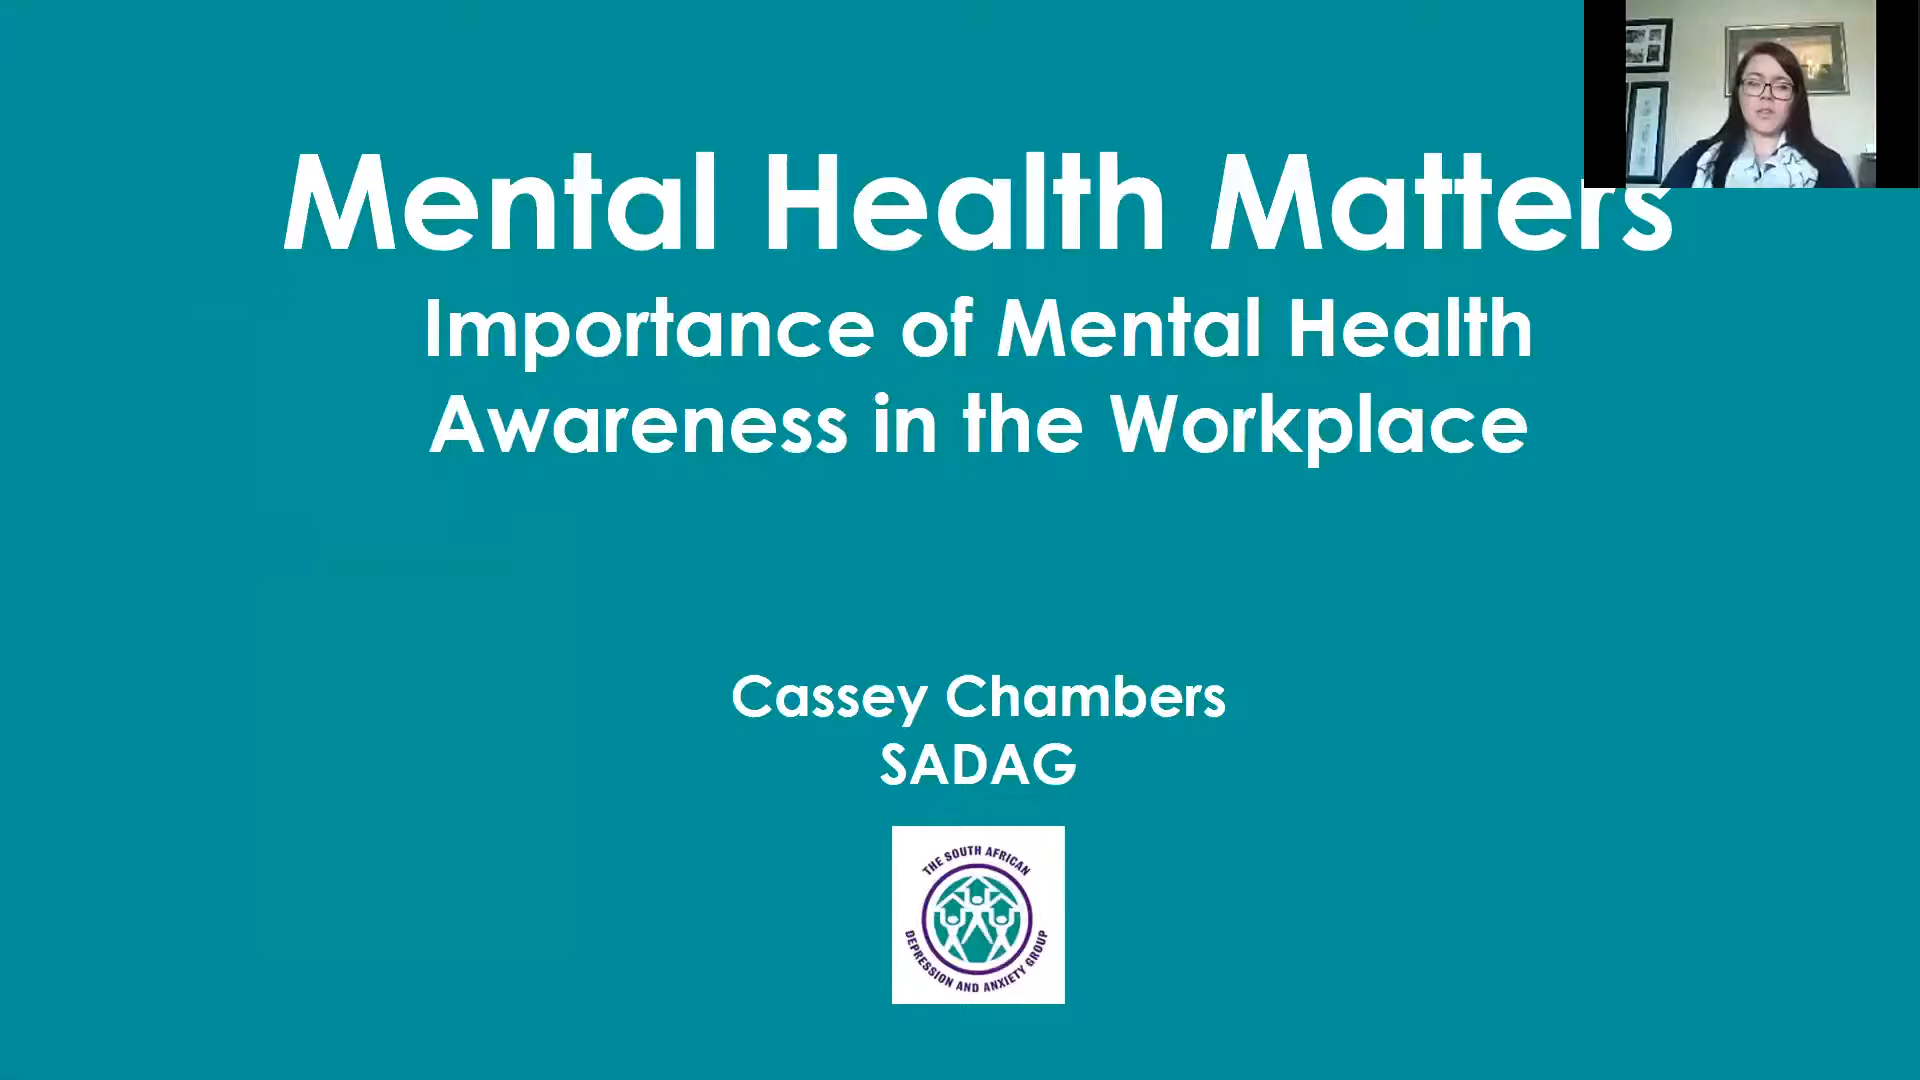 Mental Health Matters
Importance of Mental Health
Awareness in the Workplace
Cassey Chambers
SADAG
THE SOUTH AFRICAN
DEPRESSION AND ANXIETY GROUP